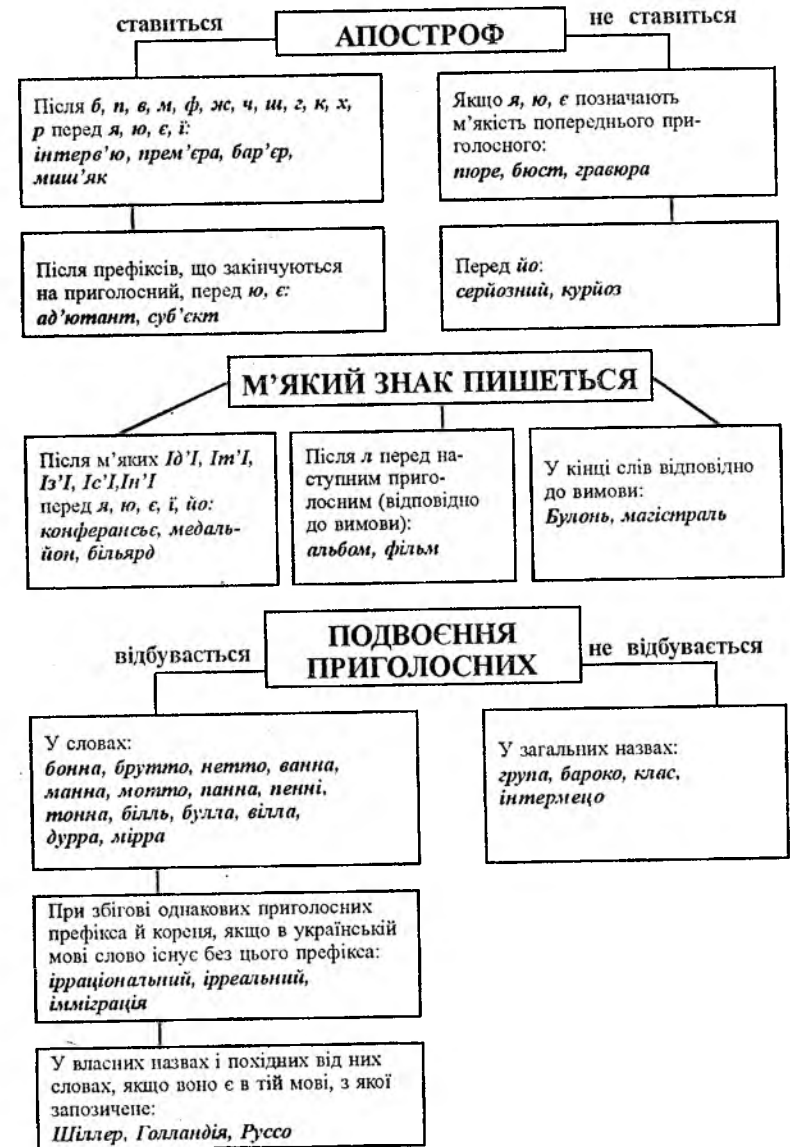 ставиться
АПОСТРОФ
не ставиться
Після б, п, в, м, ф, ж, ч, ш, г, к, х,
р перед я, ю, є, ї:
інтерв’ю, прем’єра, бар’єр,
миш’як
Якщо я, ю, є позначають
м’якість попереднього при-
голосного:
пюре, бюст, гравюра
Після префіксів, що закінчуються
на приголосний, перед ю, є:
ад’ютант, суб’єкт
Перед йо:
серйозний, курйоз
М’ЯКИЙ ЗНАК ПИШЕТЬСЯ
Після м’яких Iд’I, Iт’I,
Iз’I, Iс’I,Iн’I
перед я, ю, є, ї, йо:
конферансьє, медаль-
йон, більярд
Після л перед на-
ступним приго-
лосним (відповідно
до вимови):
альбом, фільм
У кінці слів відповідно
до вимови:
Булонь, магістраль
відбувається
ПОДВОЄННЯ
ПРИГОЛОСНИХ
не відбувається
У словах:
бонна, брутто, нетто, ванна,
манна, мотто, панна, пенні,
тонна, білль, булла, вілла,
дурра, мірра
У загальних назвах:
група, бароко, клас,
інтермецо
При збігові однакових приголосних
префікса й кореня, якщо в українській
мові слово існує без цього префікса:
ірраціональний, ірреальний,
імміграція
У власних назвах і похідних від них
словах, якщо воно є в тій мові, з якої
запозичене:
Шіллер, Голландія, Руссо